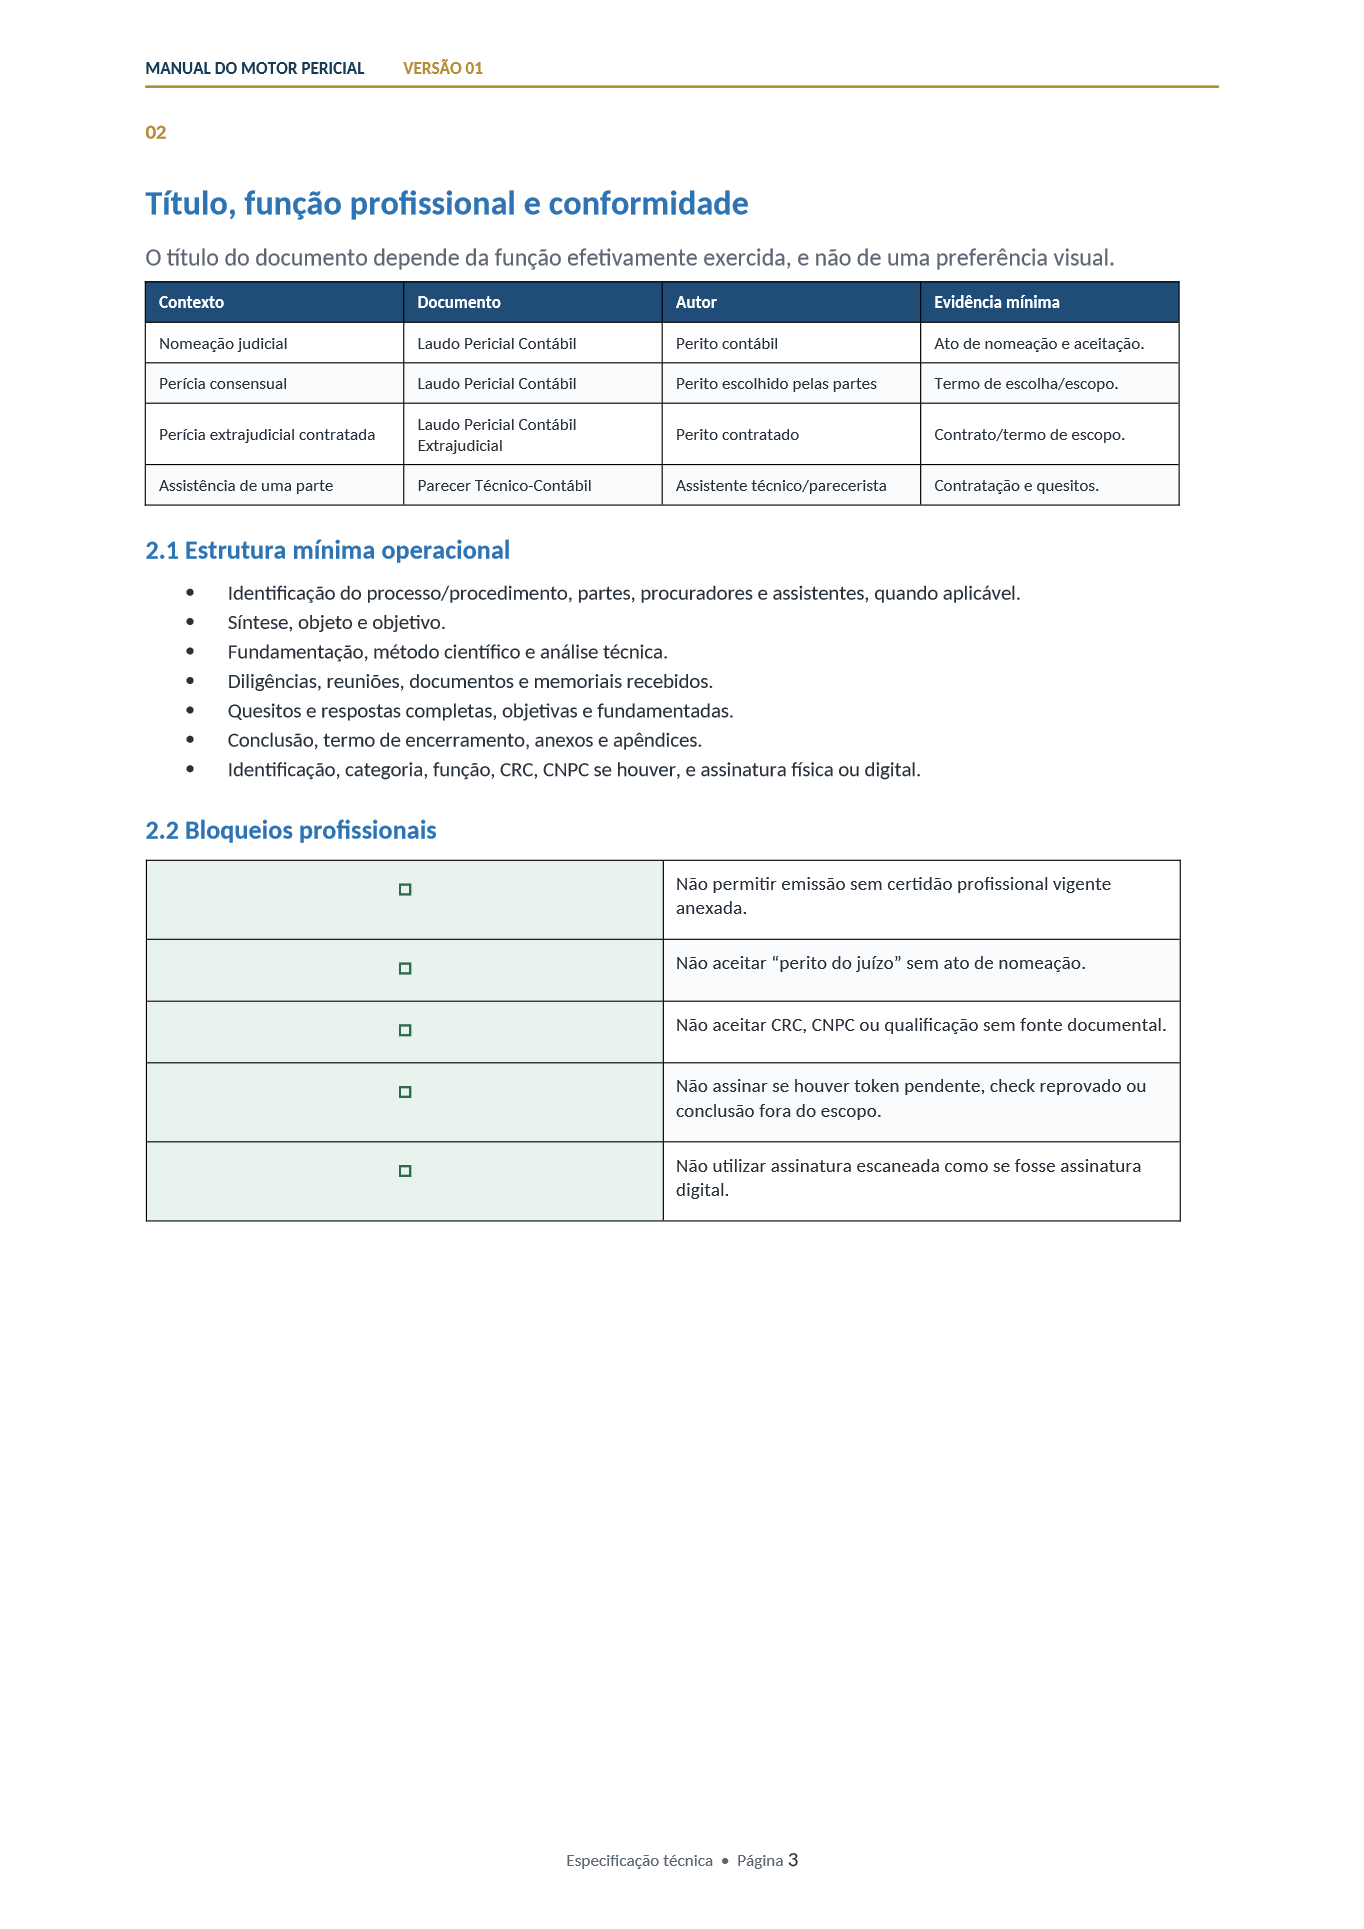 MANUAL DO MOTOR PERICIAL VERSÃO 01
02
Título, função profissional e conformidade
O título do documento depende da função efetivamente exercida, e não de uma preferência visual.
Contexto Documento Autor Evidência mínima
Nomeação judicial Laudo Pericial Contábil Perito contábil Ato de nomeação e aceitação.
Perícia consensual Laudo Pericial Contábil Perito escolhido pelas partes Termo de escolha/escopo.
Perícia extrajudicial contratada Laudo Pericial Contábil
Extrajudicial Perito contratado Contrato/termo de escopo.
Assistência de uma parte Parecer Técnico-Contábil Assistente técnico/parecerista Contratação e quesitos.
2.1 Estrutura mínima operacional
• Identificação do processo/procedimento, partes, procuradores e assistentes, quando aplicável.
• Síntese, objeto e objetivo.
• Fundamentação, método científico e análise técnica.
• Diligências, reuniões, documentos e memoriais recebidos.
• Quesitos e respostas completas, objetivas e fundamentadas.
• Conclusão, termo de encerramento, anexos e apêndices.
• Identificação, categoria, função, CRC, CNPC se houver, e assinatura física ou digital.
2.2 Bloqueios profissionais
□ Não permitir emissão sem certidão profissional vigente
anexada.
□ Não aceitar “perito do juízo” sem ato de nomeação.
□ Não aceitar CRC, CNPC ou qualificação sem fonte documental.
□ Não assinar se houver token pendente, check reprovado ou
conclusão fora do escopo.
□ Não utilizar assinatura escaneada como se fosse assinatura
digital.
Especificação técnica • Página 3